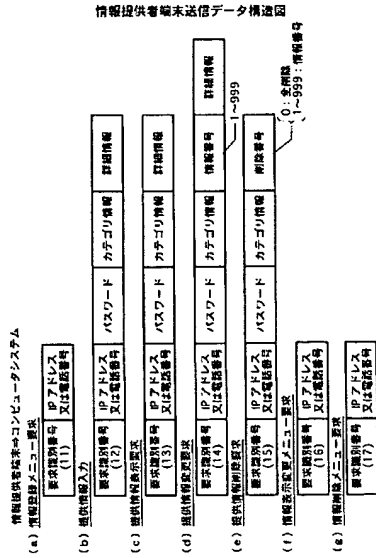 情報提供者端末送信データ構造図
情報提供者端末⇒コンピュータシステム
(a) 情報登録メニュー要求
要求識別番号 (11) IPアドレス又は電話番号
(b) 提供情報入力
要求識別番号 (12) IPアドレス又は電話番号 パスワード カテゴリ情報 詳細情報
(c) 提供情報表示要求
要求識別番号 (13) IPアドレス又は電話番号 パスワード カテゴリ情報 詳細情報
(d) 提供情報変更要求
要求識別番号 (14) IPアドレス又は電話番号 パスワード カテゴリ情報 情報番号 詳細情報
1~999
(e) 提供情報削除要求
要求識別番号 (15) IPアドレス又は電話番号 パスワード カテゴリ情報 削除番号
0:全削除
1~999:情報番号
(f) 情報表示変更メニュー要求
要求識別番号 (16) IPアドレス又は電話番号
(g) 情報削除メニュー要求
要求識別番号 (17) IPアドレス又は電話番号